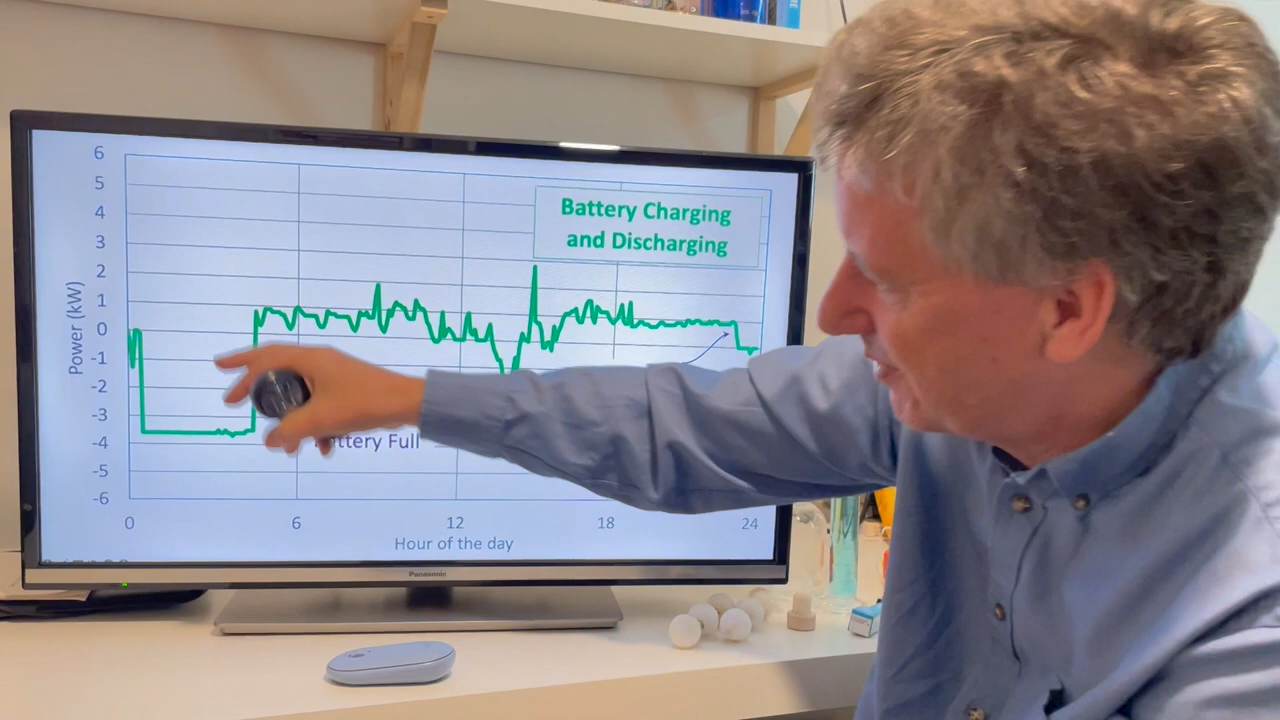 6
5
4
3
2
1
0
-1
-2
-3
-4
-5
-6
Power (kW)
Battery Charging
and Discharging
Full
0 6 12 18 24
Hour of the day
Panasonic